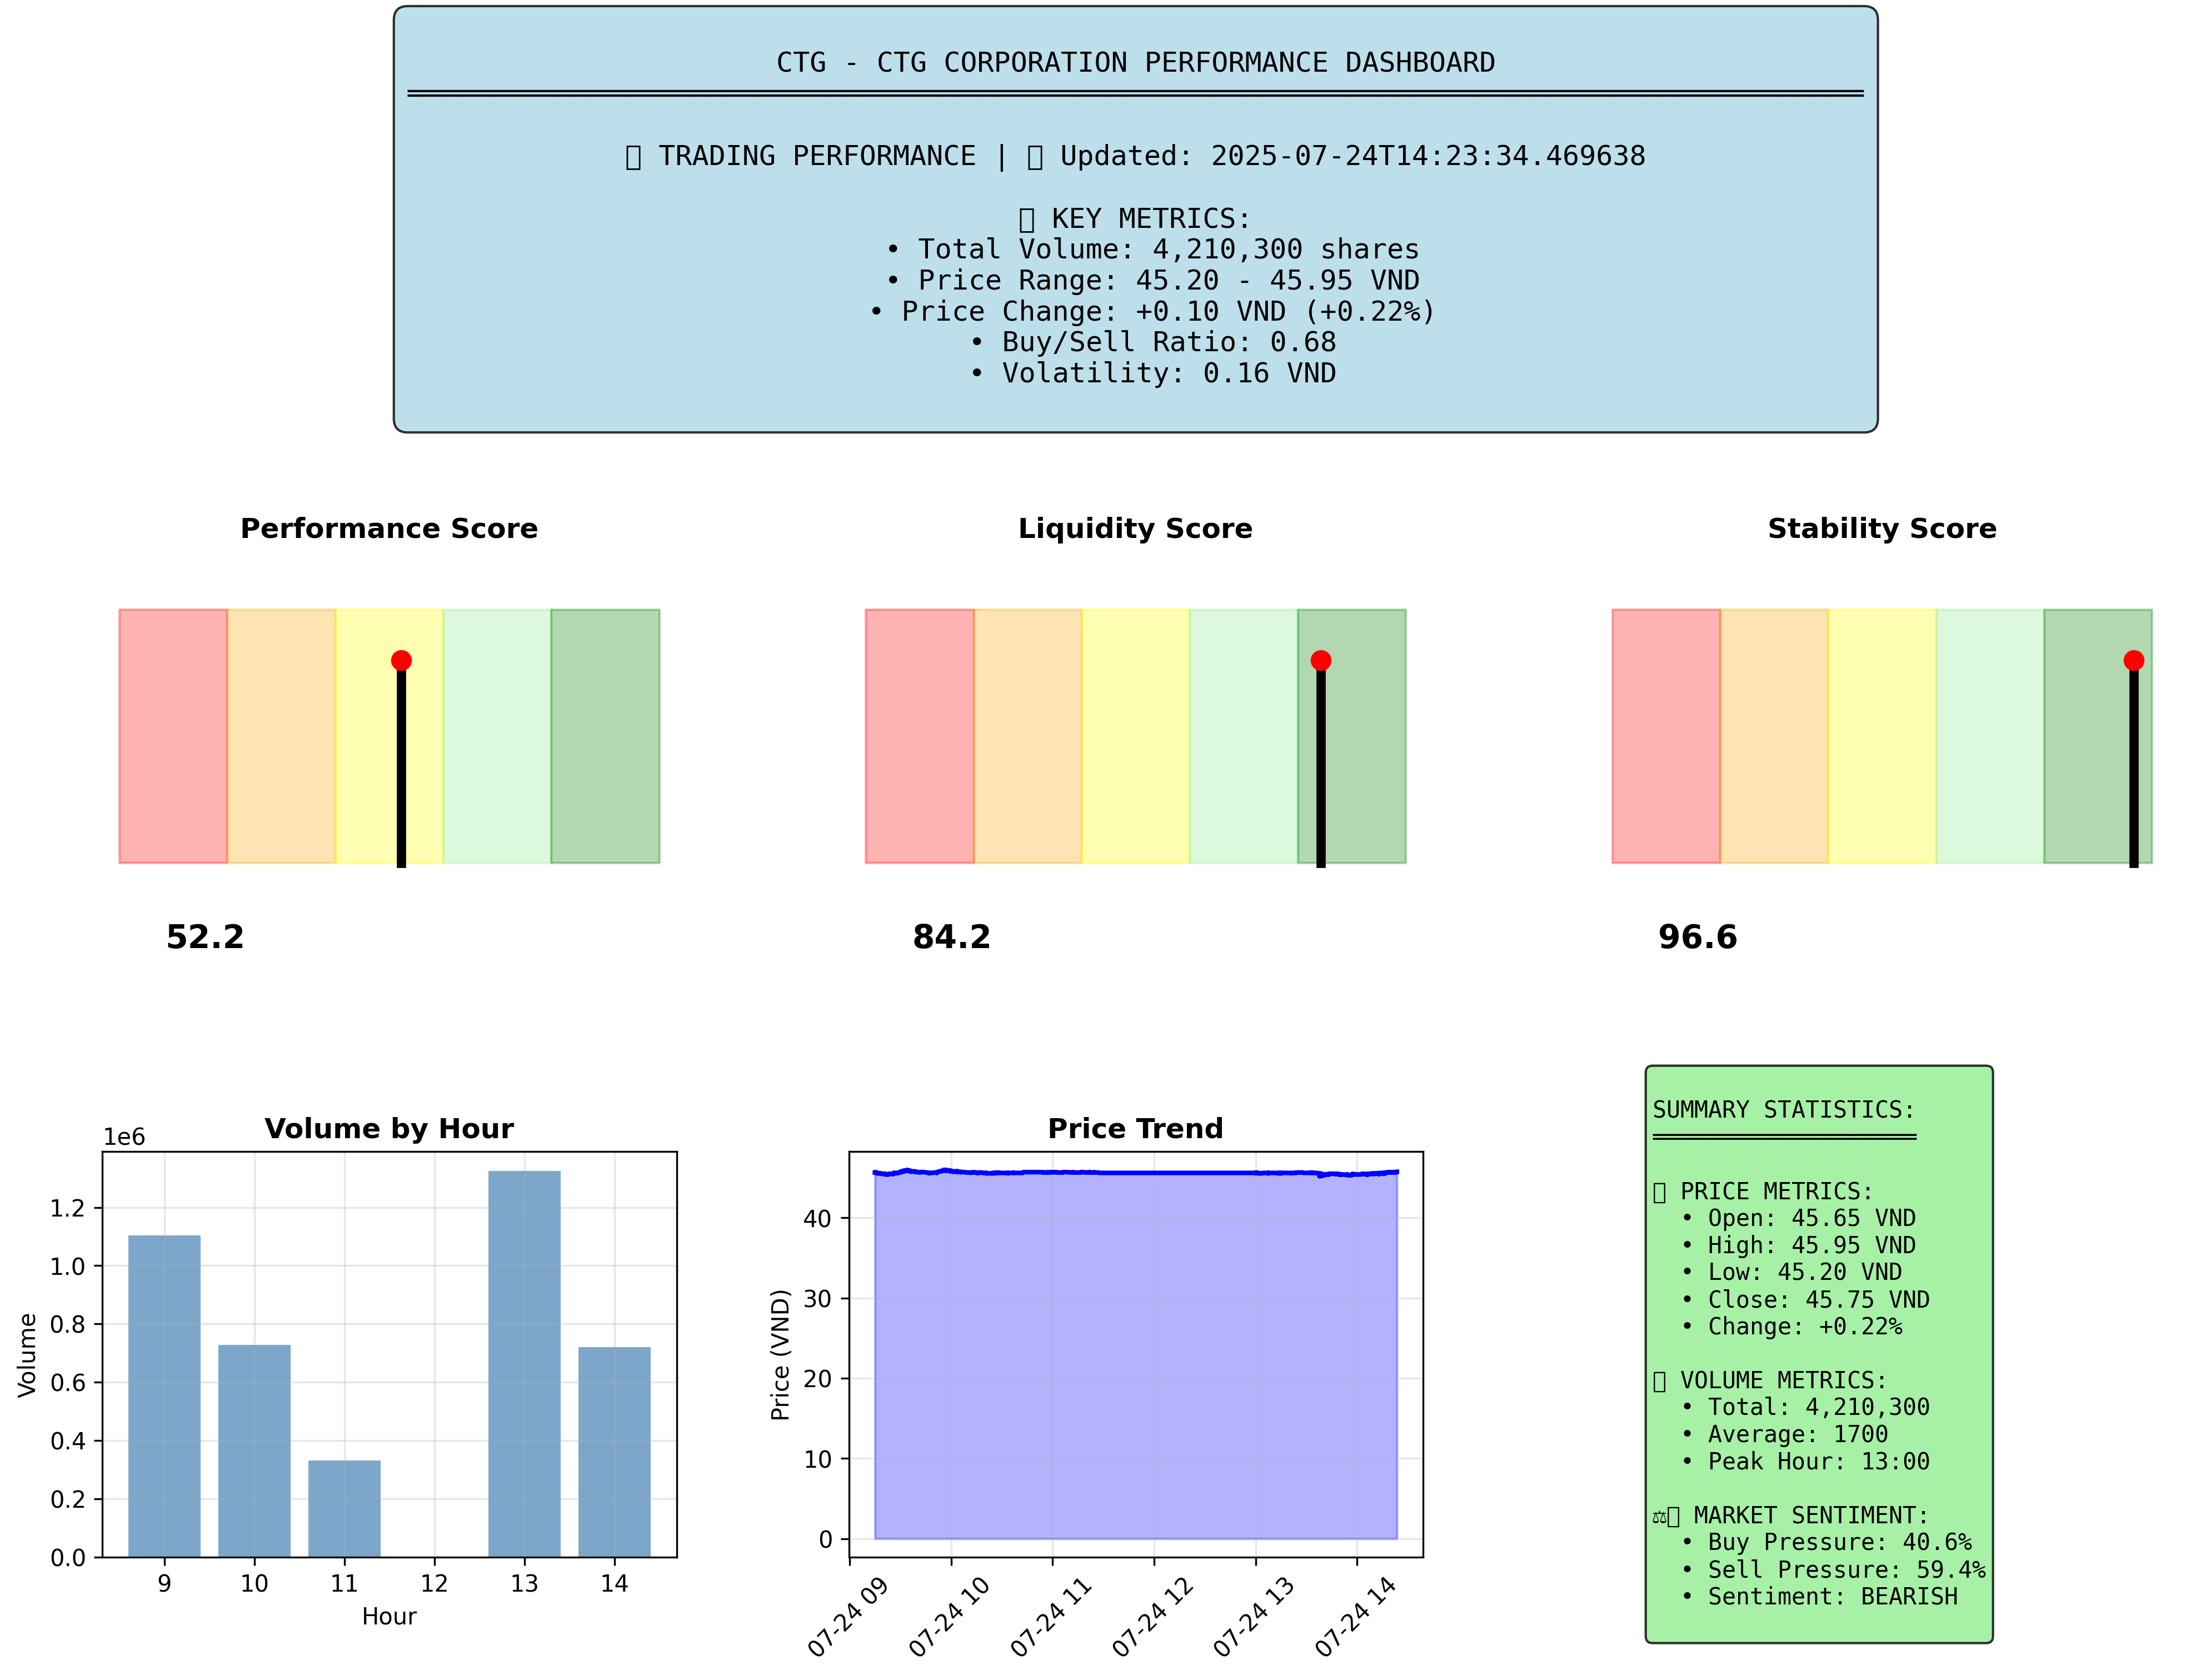 CTG - CTG CORPORATION PERFORMANCE DASHBOARD
TRADING PERFORMANCE | Updated: 2025-07-24T14:23:34.469638
KEY METRICS:
• Total Volume: 4,210,300 shares
• Price Range: 45.20 - 45.95 VND
• Price Change: +0.10 VND (+0.22%)
• Buy/Sell Ratio: 0.68
• Volatility: 0.16 VND
Performance Score
52.2
Liquidity Score
84.2
Stability Score
96.6
Volume by Hour
1e6
1.2
1.0
0.8
0.6
0.4
0.2
0.0
Volume
9 10 11 12 13 14
Hour
Price Trend
40
30
20
10
0
Price (VND)
07-24 09
07-24 10
07-24 11
07-24 12
07-24 13
07-24 14
SUMMARY STATISTICS:
PRICE METRICS:
• Open: 45.65 VND
• High: 45.95 VND
• Low: 45.20 VND
• Close: 45.75 VND
• Change: +0.22%
VOLUME METRICS:
• Total: 4,210,300
• Average: 1700
• Peak Hour: 13:00
⚖ MARKET SENTIMENT:
• Buy Pressure: 40.6%
• Sell Pressure: 59.4%
• Sentiment: BEARISH